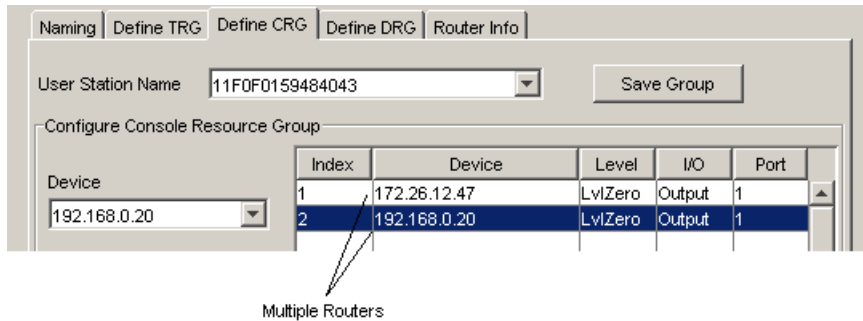 Naming Define TRG Define CRG Define DRG Router Info
User Station Name 11F0F0159484043 Save Group
Configure Console Resource Group
Device
192.168.0.20
Index Device Level I/O Port
1 172.26.12.47 LvlZero Output 1
2 192.168.0.20 LvlZero Output 1
Multiple Routers